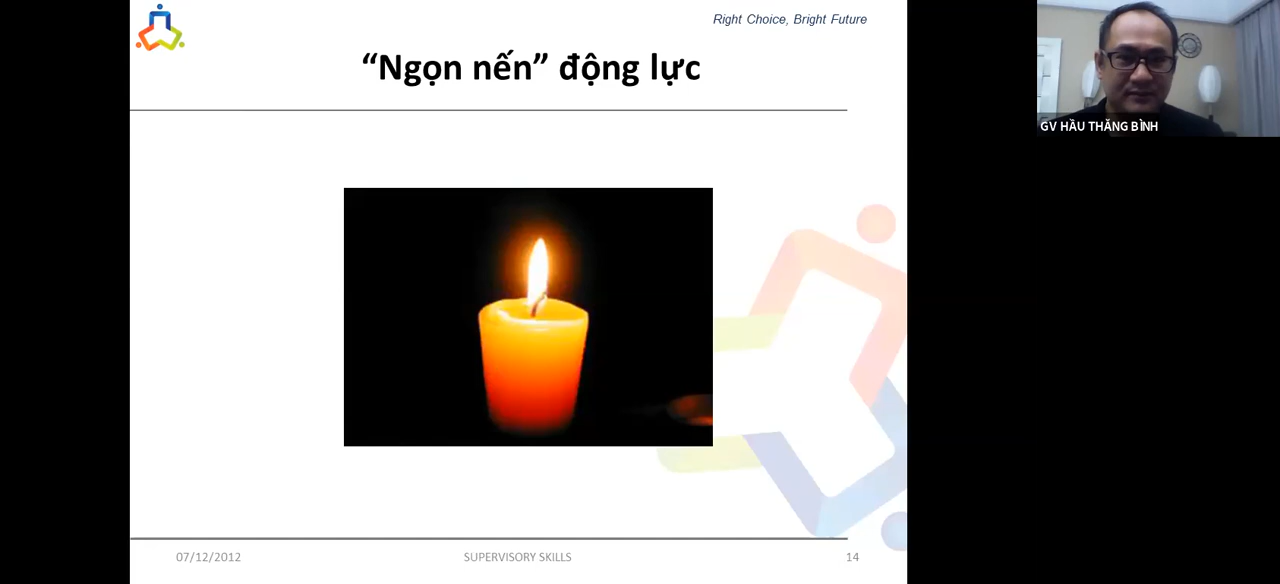 Right Choice, Bright Future
“Ngọn nến” động lực
GV HẦU THĂNG BÌNH
07/12/2012
SUPERVISORY SKILLS
14